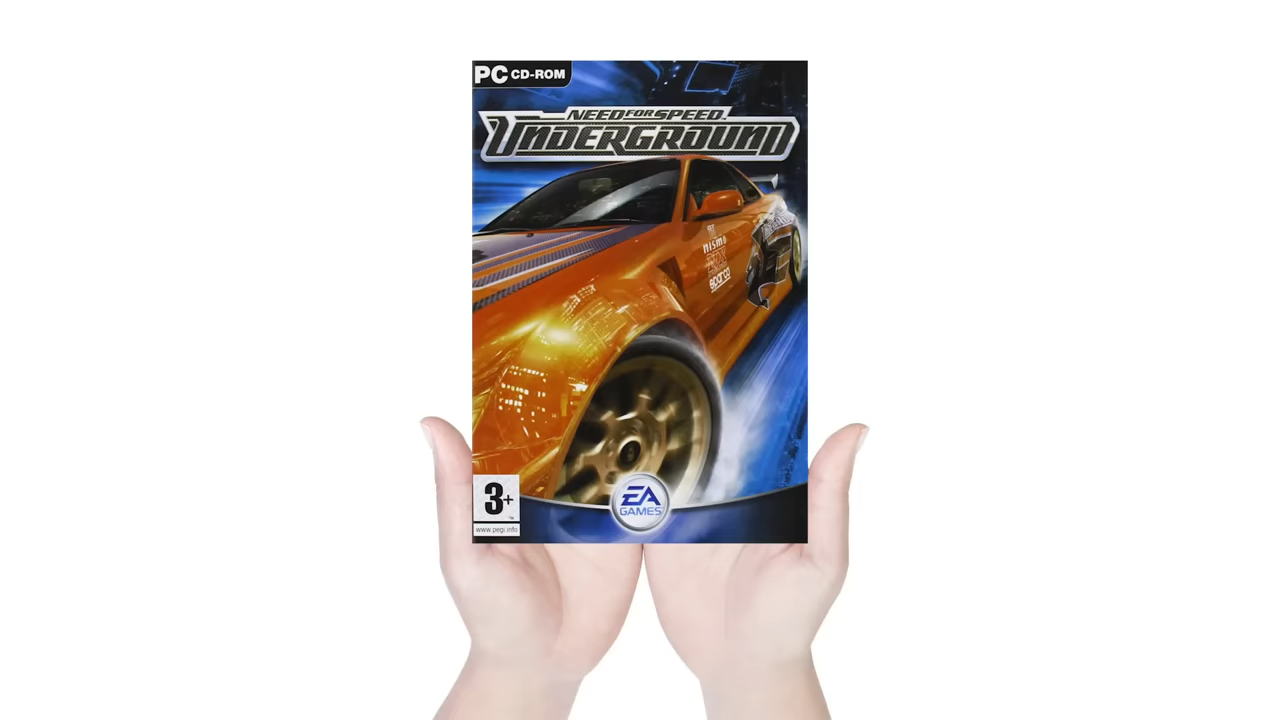 PC CD-ROM
NEED FOR SPEED
UNDERGROUND
nismo
sparco
3+
www.pegi.info
EA
GAMES